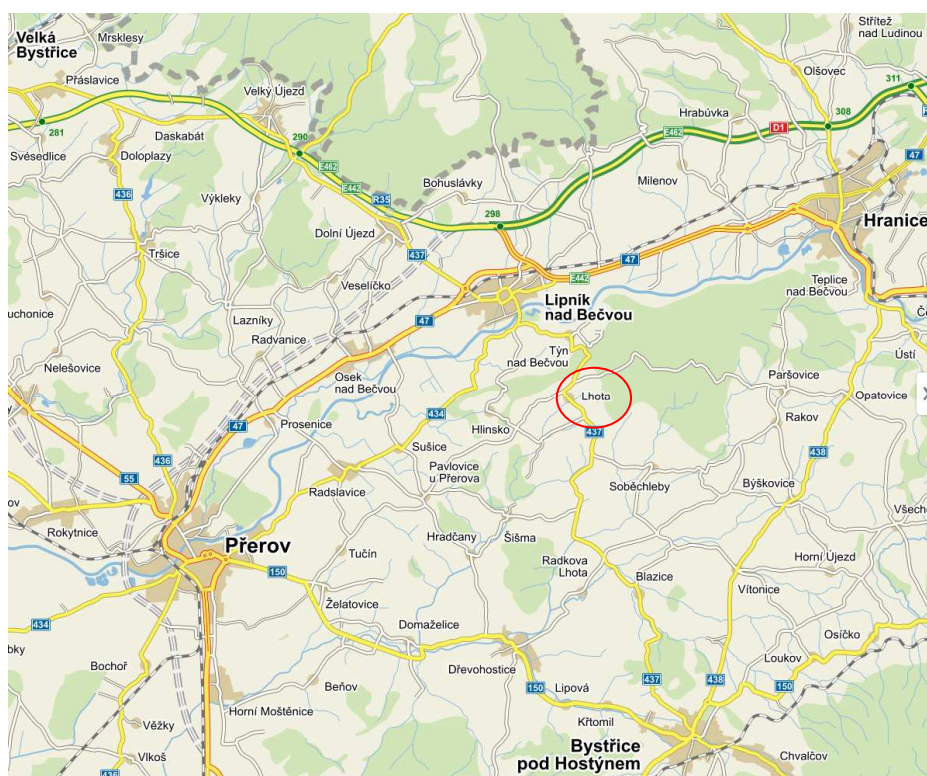 Velká
Bystřice
Mrsklesy
Střítež
nad Ludinou
Přáslavice
Velký Újezd
Olšovec
311
308
281
Daskabát
290
E462
D1
Hrabůvka
E462
47
Svésedlice
Doloplazy
436
Výkleky
E442
R35
Bohuslávky
Milenov
298
Hranice
Dolní Újezd
437
47
Tršice
E442
Teplice
nad Bečvou
Veselíčko
Lipník
nad Bečvou
uchonice
Lazníky
47
Radvanice
Týn
nad Bečvou
Ústí
Nelešovice
Osek
nad Bečvou
Paršovice
Lhota
Opatovice
434
Rakov
47
Prosenice
Hlinsko
437
436
Sušice
438
55
Pavlovice
u Přerova
Radslavice
Soběchleby
Býškovice
ov
Všech
Rokytnice
Přerov
Hradčany
Šišma
Tučín
Radkova
Lhota
Horní Újezd
150
Blazice
Vítonice
Želatovice
434
Domaželice
Osíčko
bky
Bochoř
Dřevohostice
Loukov
Beňov
150
Lipová
437
438
150
Horní Moštěnice
Křtomil
Věžky
Bystřice
pod Hostýnem
Vlkoš
Chvalčov
436